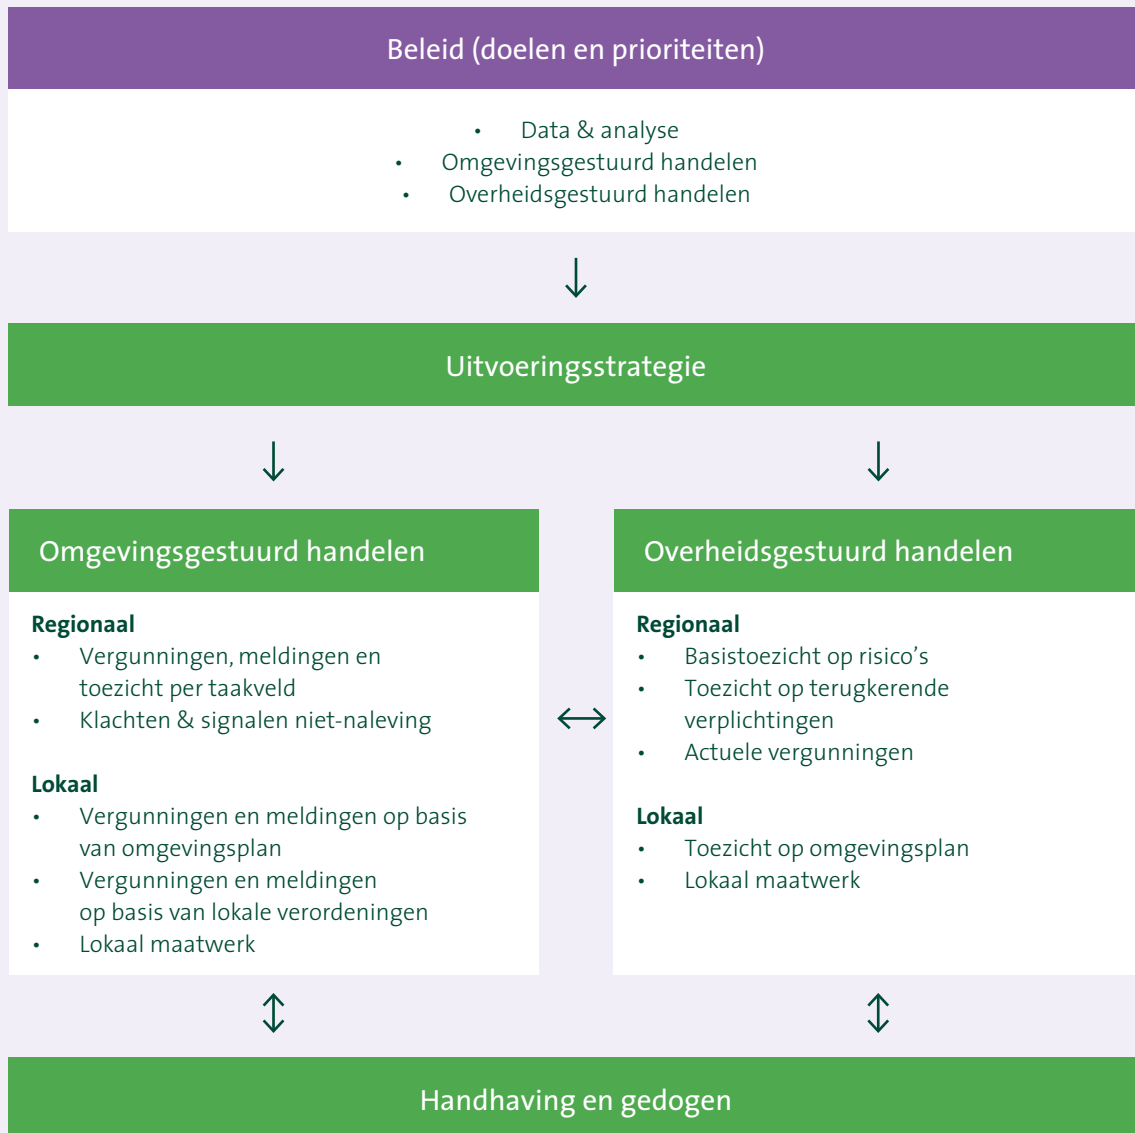 Beleid (doelen en prioriteiten)
• Data & analyse
• Omgevingsgestuurd handelen
• Overheidsgestuurd handelen
Uitvoeringsstrategie
Omgevingsgestuurd handelen
Regionaal
• Vergunningen, meldingen en
toezicht per taakveld
• Klachten & signalen niet-naleving
Lokaal
• Vergunningen en meldingen op basis
van omgevingsplan
• Vergunningen en meldingen
op basis van lokale verordeningen
• Lokaal maatwerk
Overheidsgestuurd handelen
Regionaal
• Basistoezicht op risico’s
• Toezicht op terugkerende
verplichtingen
• Actuele vergunningen
Lokaal
• Toezicht op omgevingsplan
• Lokaal maatwerk
Handhaving en gedogen